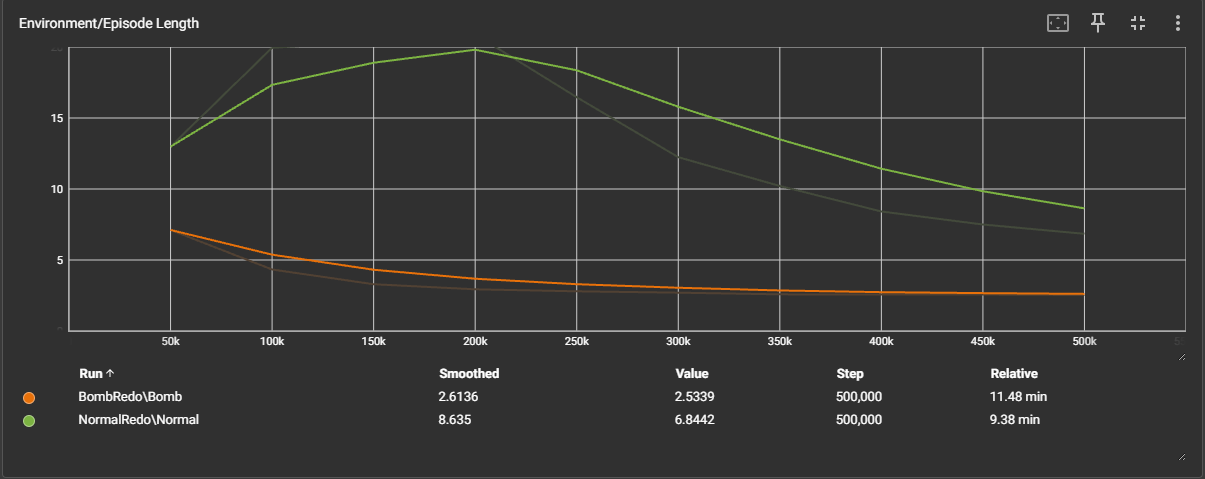 Environment/Episode Length
15
10
5
50k 100k 150k 200k 250k 300k 350k 400k 450k 500k
Run ↑ Smoothed Value Step Relative
BombRedo\Bomb 2.6136 2.5339 500,000 11.48 min
NormalRedo\Normal 8.635 6.8442 500,000 9.38 min